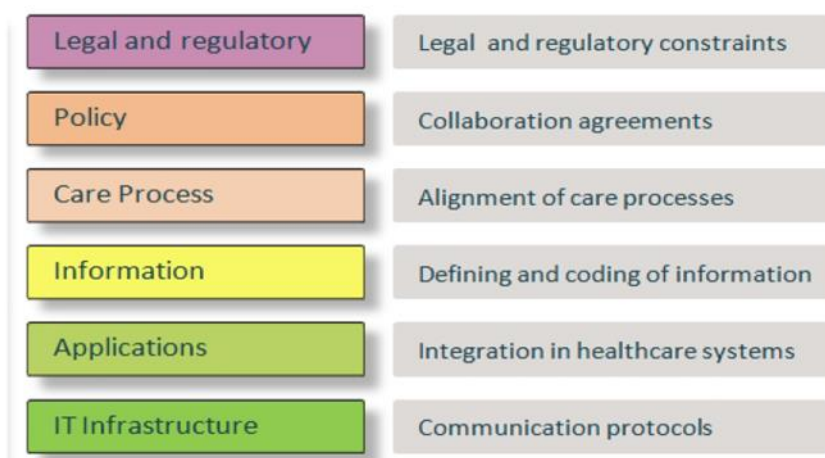 Legal and regulatory
Legal and regulatory constraints
Policy
Collaboration agreements
Care Process
Alignment of care processes
Information
Defining and coding of information
Applications
Integration in healthcare systems
IT Infrastructure
Communication protocols